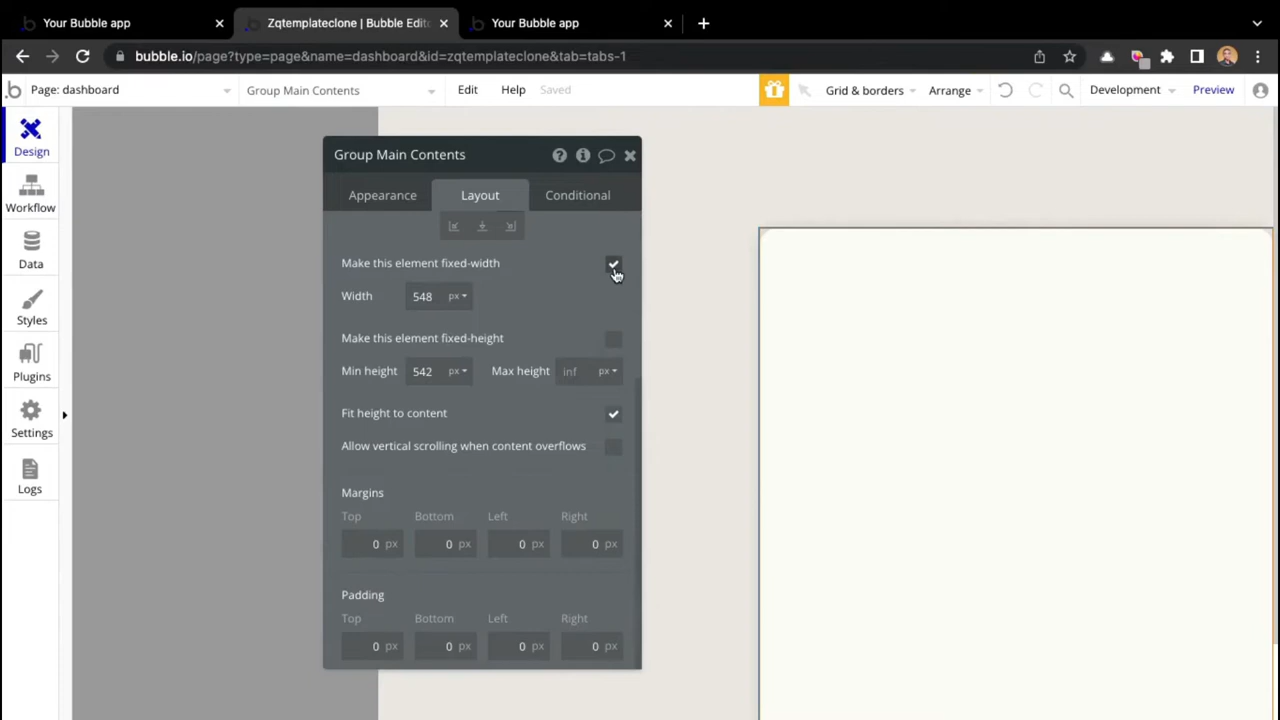 Your Bubble app
Zqtemplateclone | Bubble Edito
Your Bubble app
bubble.io/page?type=page&name=dashboard&id=zqtemplateclone&tab=tabs-1
Page: dashboard
Group Main Contents
Edit
Help
Saved
Grid & borders
Arrange
Development
Preview
Design
Workflow
Data
Styles
Plugins
Settings
Logs
Group Main Contents
Appearance
Layout
Conditional
Make this element fixed-width
Width 548 px
Make this element fixed-height
Min height 542 px Max height inf px
Fit height to content
Allow vertical scrolling when content overflows
Margins
Top Bottom Left Right
0 px 0 px 0 px 0 px
Padding
Top Bottom Left Right
0 px 0 px 0 px 0 px